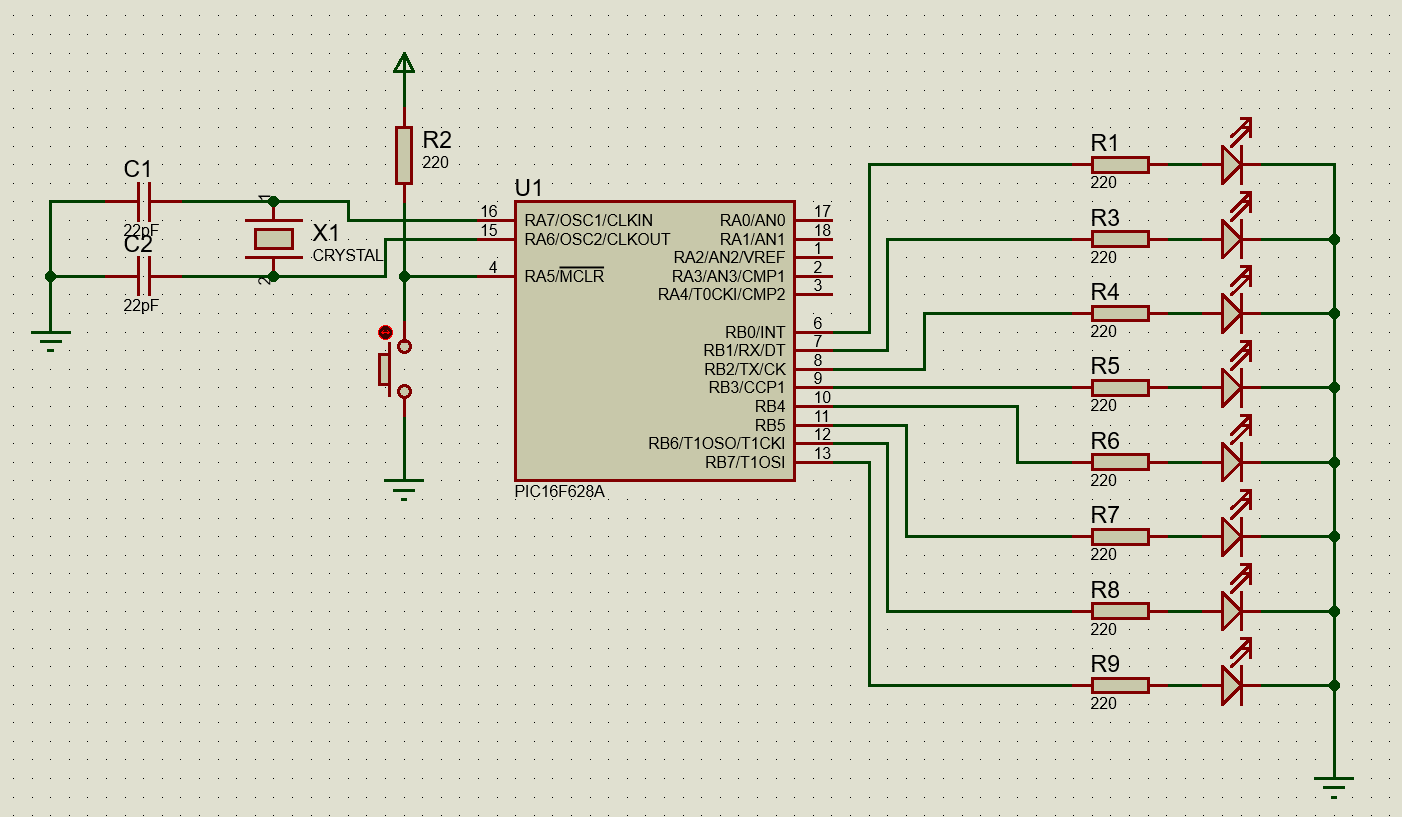 C1
22pF
C2
22pF
1
2
X1
CRYSTAL
R2
220
U1
16
15
4
RA7/OSC1/CLKIN
RA6/OSC2/CLKOUT
RA5/MCLR
RA0/AN0
RA1/AN1
RA2/AN2/VREF
RA3/AN3/CMP1
RA4/T0CKI/CMP2
RB0/INT
RB1/RX/DT
RB2/TX/CK
RB3/CCP1
RB4
RB5
RB6/T1OSO/T1CKI
RB7/T1OSI
17
18
1
2
3
6
7
8
9
10
11
12
13
PIC16F628A
R1
220
R3
220
R4
220
R5
220
R6
220
R7
220
R8
220
R9
220